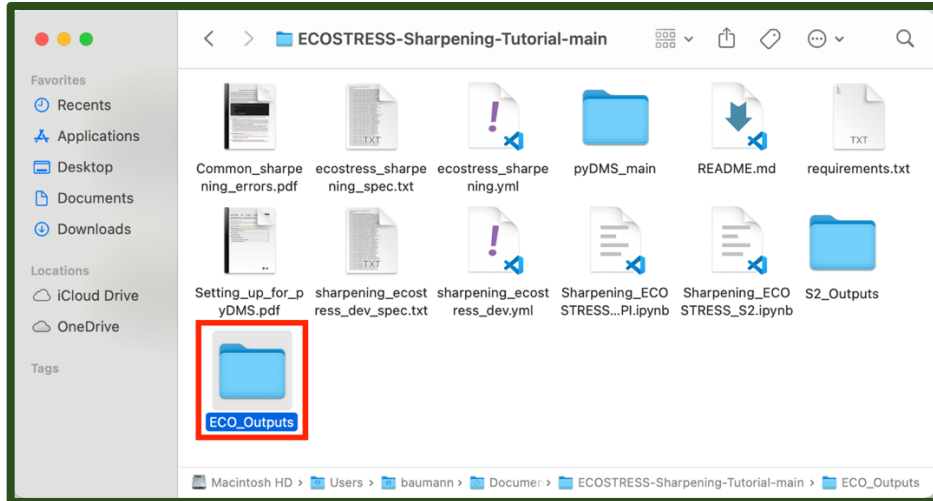 ECOSTRESS-Sharpening-Tutorial-main
Favorites
Recents
Applications
Desktop
Documents
Downloads
Locations
iCloud Drive
OneDrive
Tags
Common_sharpe
ning_errors.pdf
ecostress_sharpe
ning_spec.txt
ecostress_sharpe
ning.yml
pyDMS_main
README.md
TXT
requirements.txt
TXT
Setting_up_for_p
yDMS.pdf
TXT
sharpening_ecost
ress_dev_spec.txt
sharpening_ecost
ress_dev.yml
Sharpening_ECO
STRESS...PI.ipynb
Sharpening_ECO
STRESS_S2.ipynb
S2_Outputs
ECO_Outputs
Macintosh HD › Users › baumann › Documen › ECOSTRESS-Sharpening-Tutorial-main › ECO_Outputs